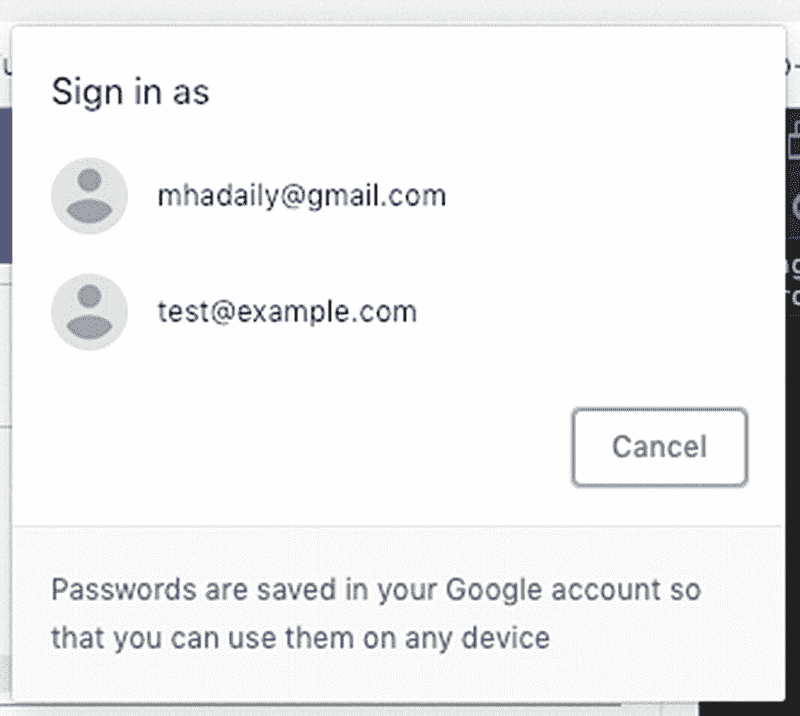 Sign in as
mhadaily@gmail.com
test@example.com
Cancel
Passwords are saved in your Google account so
that you can use them on any device